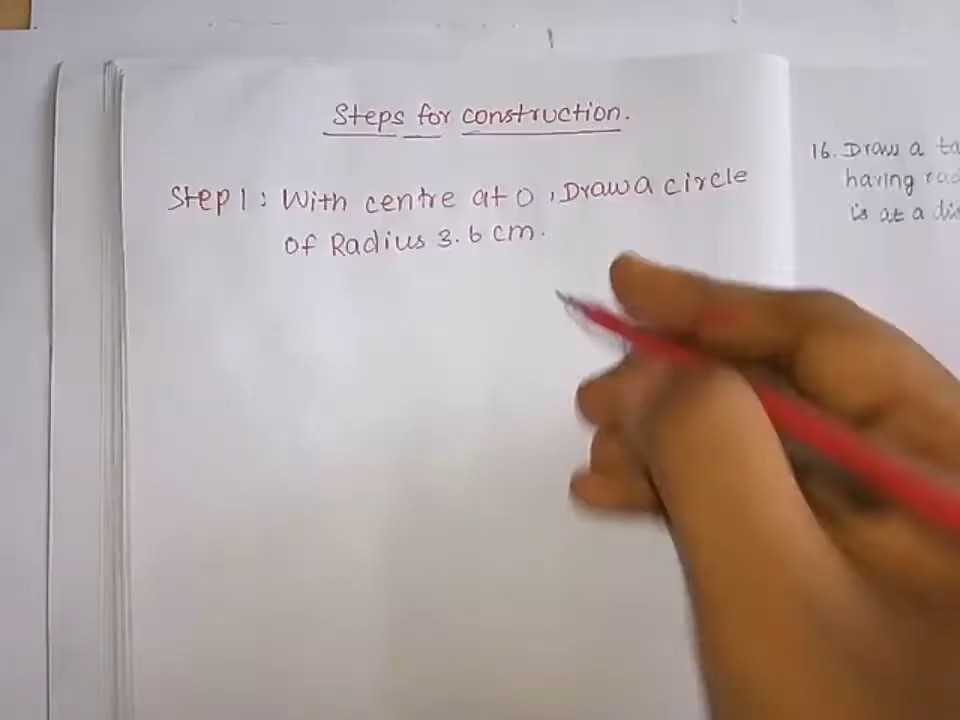 Steps for construction.
Step 1 : With centre at O , Draw a circle
of Radius 3.6 cm.
16. Draw a
having
is at a